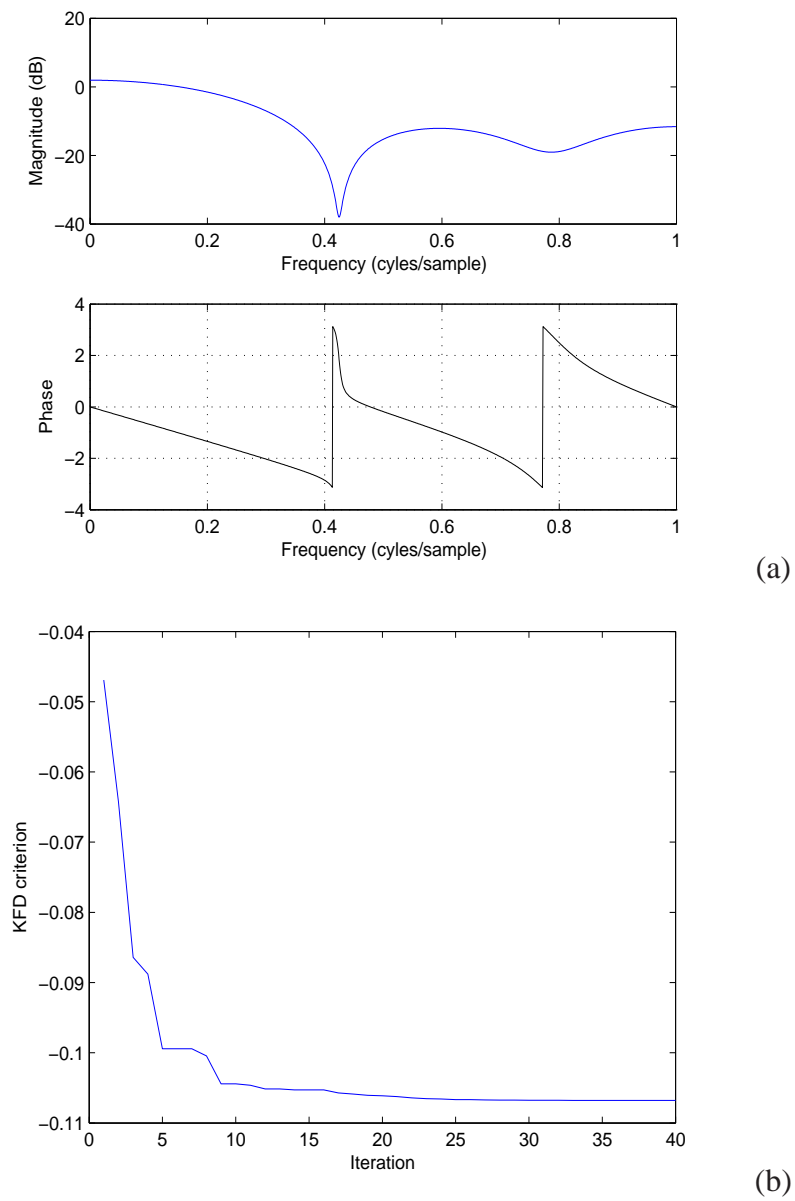 20
0
−20
−40
Magnitude (dB)
0 0.2 0.4 0.6 0.8 1
Frequency (cyles/sample)
4
2
0
−2
−4
Phase
0 0.2 0.4 0.6 0.8 1
Frequency (cyles/sample)
(a)
−0.04
−0.05
−0.06
−0.07
−0.08
−0.09
−0.1
−0.11
KFD criterion
0 5 10 15 20 25 30 35 40
Iteration
(b)